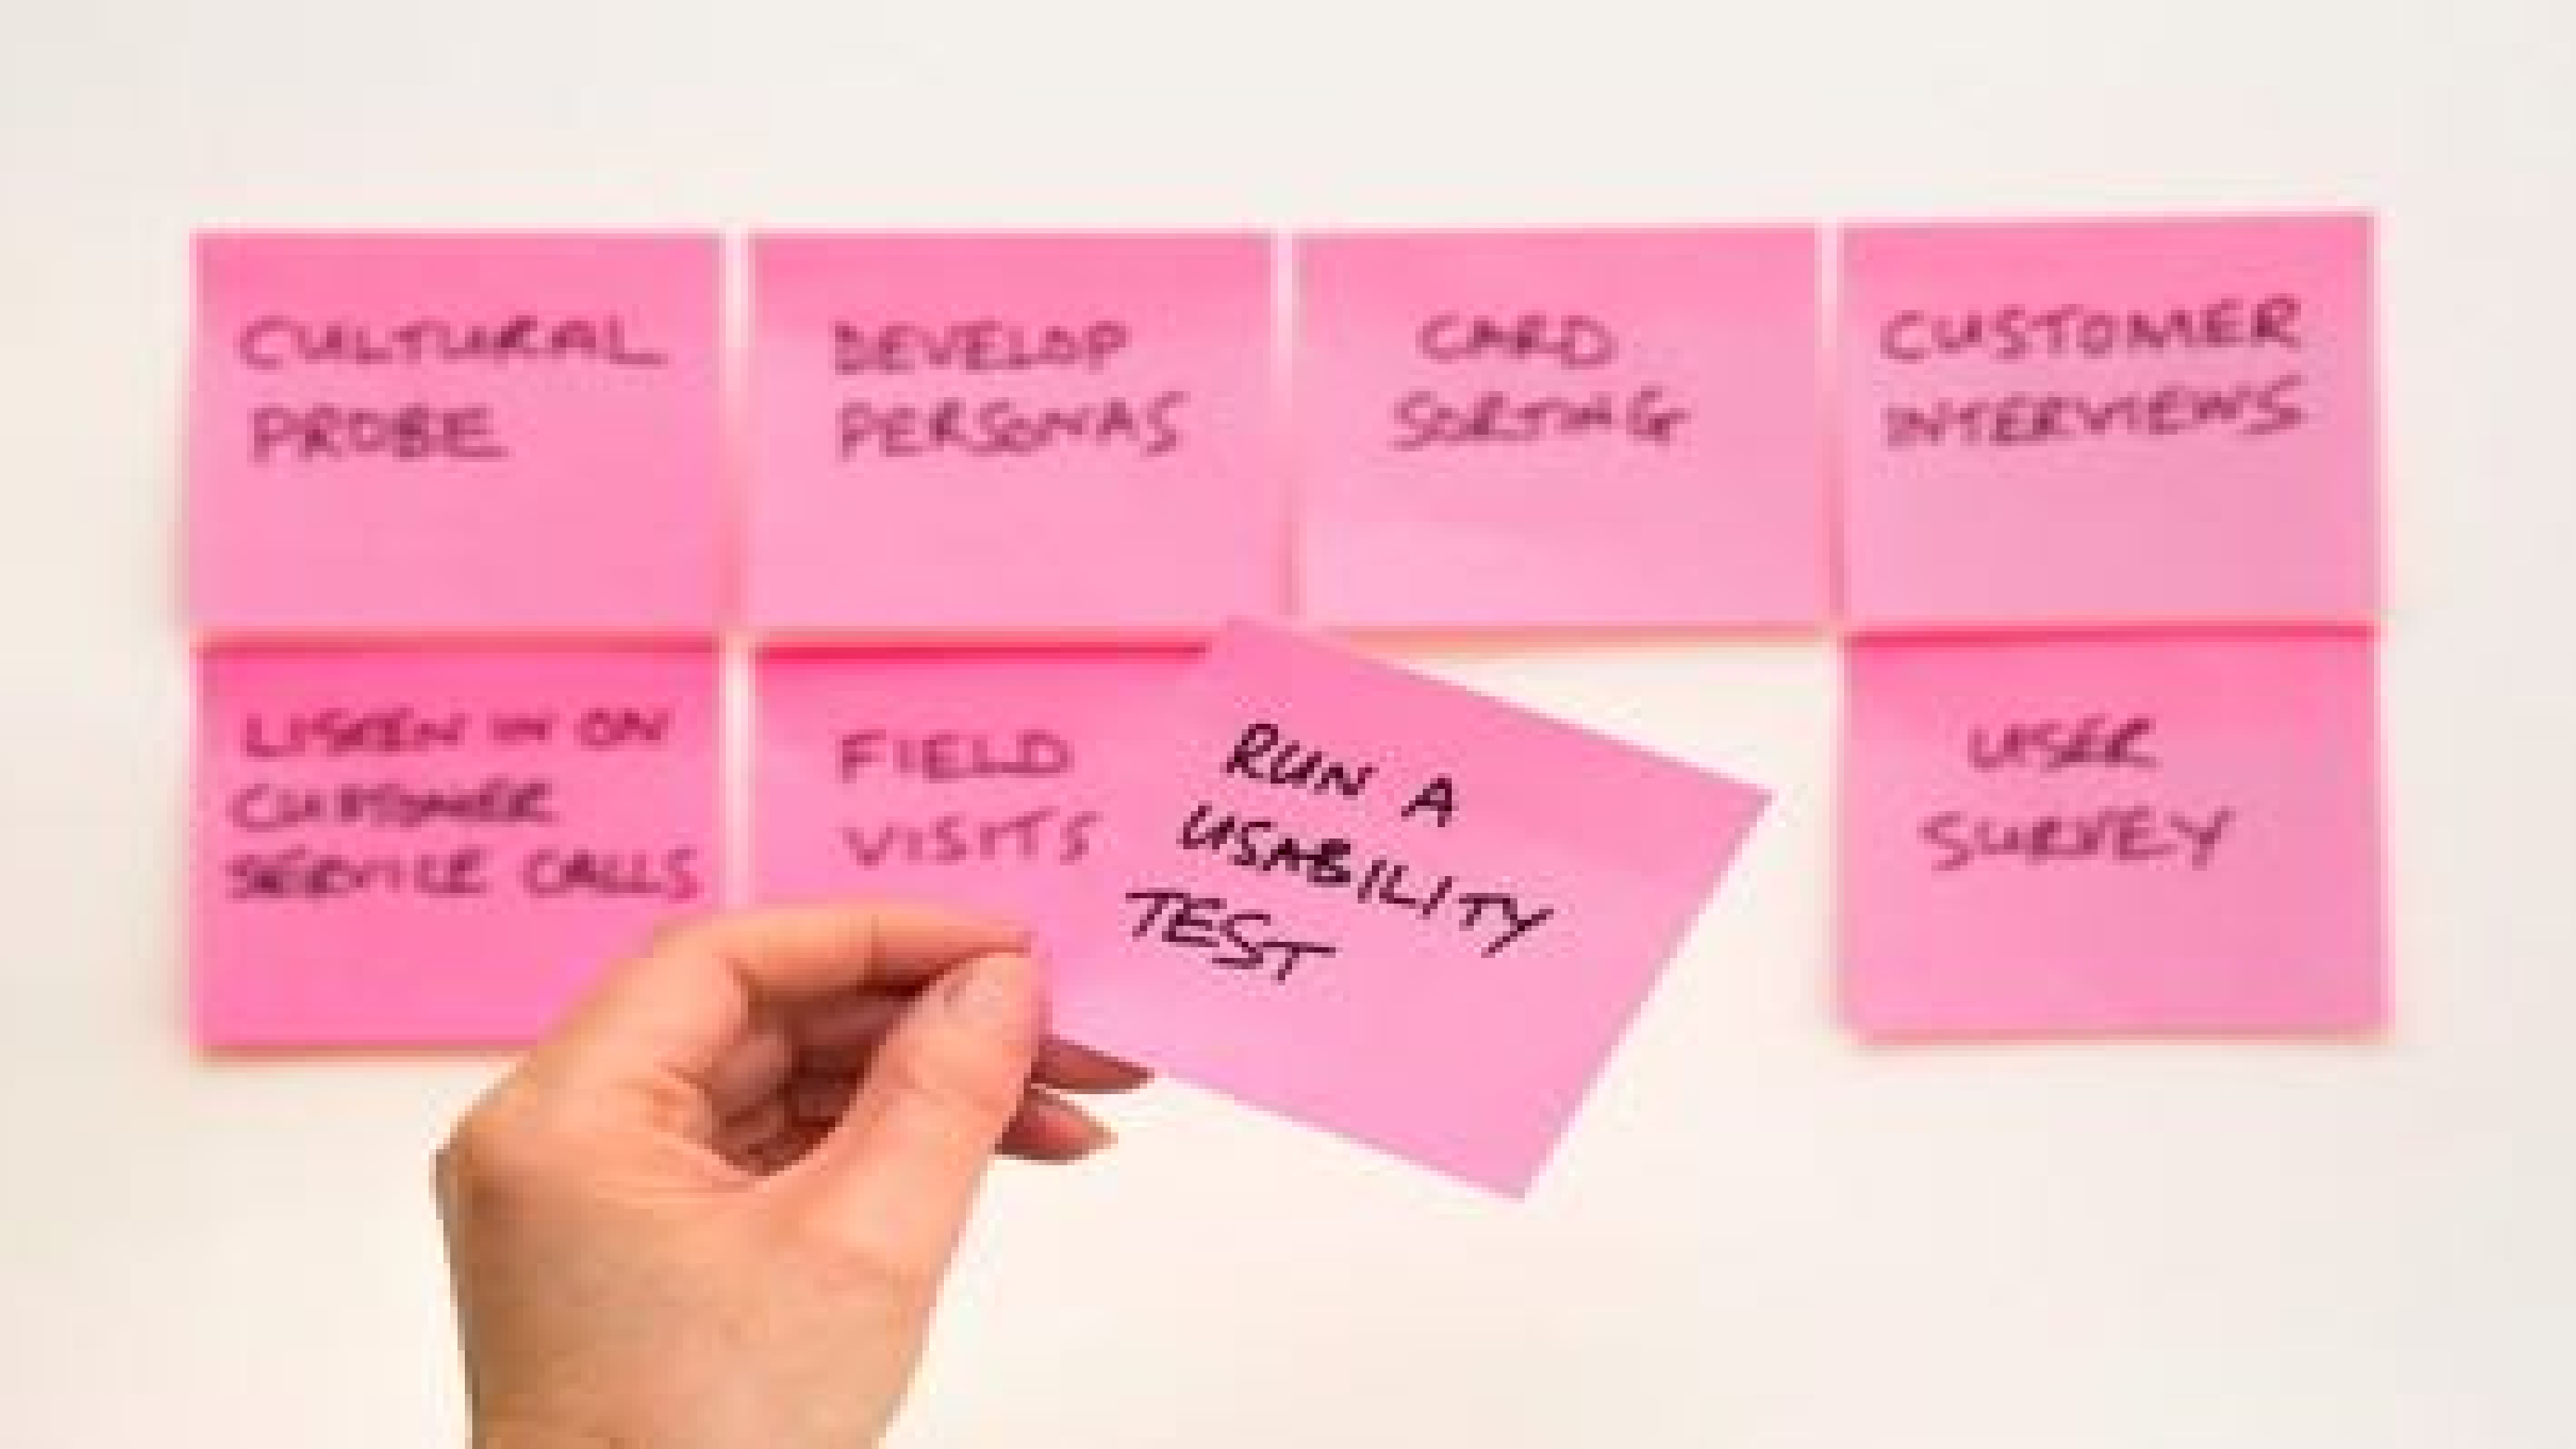 CULTURAL
PROBE
DEVELOP
PERSONAS
CARD
SORTING
CUSTOMER
INTERVIEWS
LISTEN IN ON
CUSTOMER
SERVICE CALLS
FIELD
VISITS
RUN A
USABILITY
TEST
USER
SURVEY